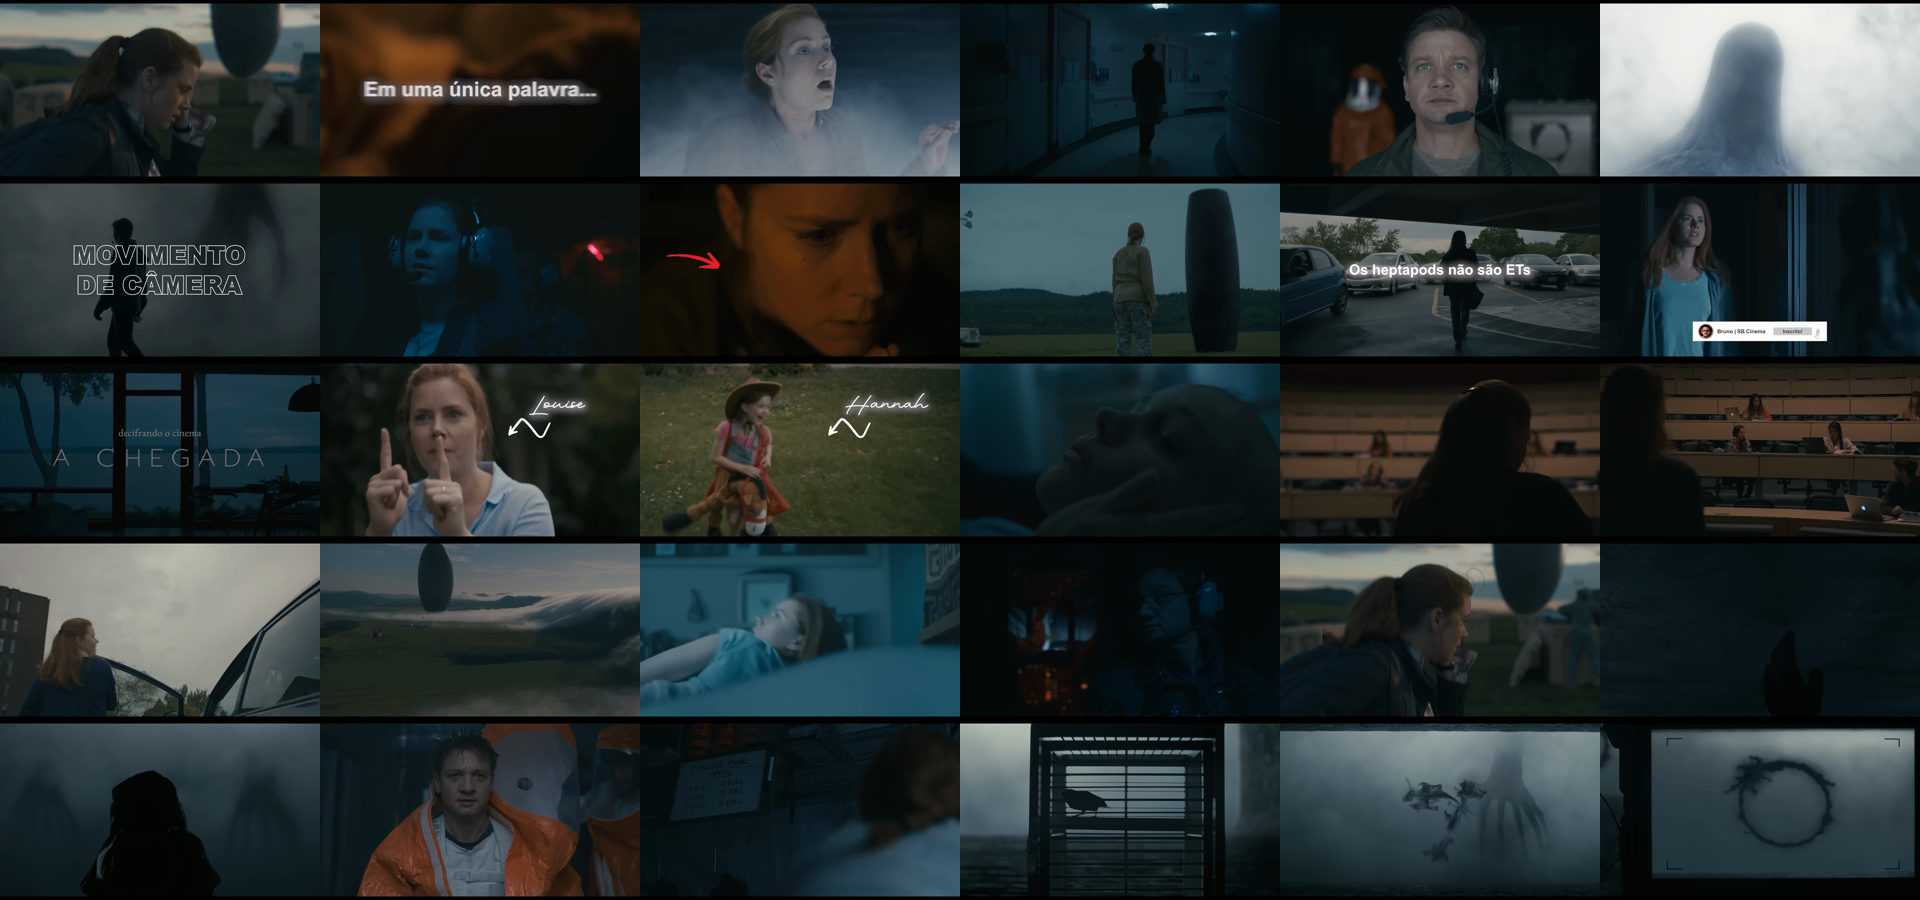 Em uma única palavra...
MOVIMENTO
DE CÂMERA
Os heptapods não são ETs
Bruno | SB Cinema
Inscrito!
decifrando o cinema
A CHEGADA
Louise
Hannah